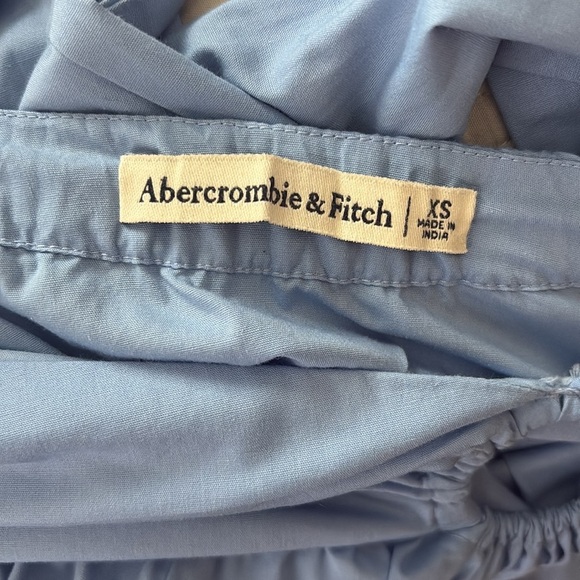 Abercrombie & Fitch | XS
MADE IN
INDIA